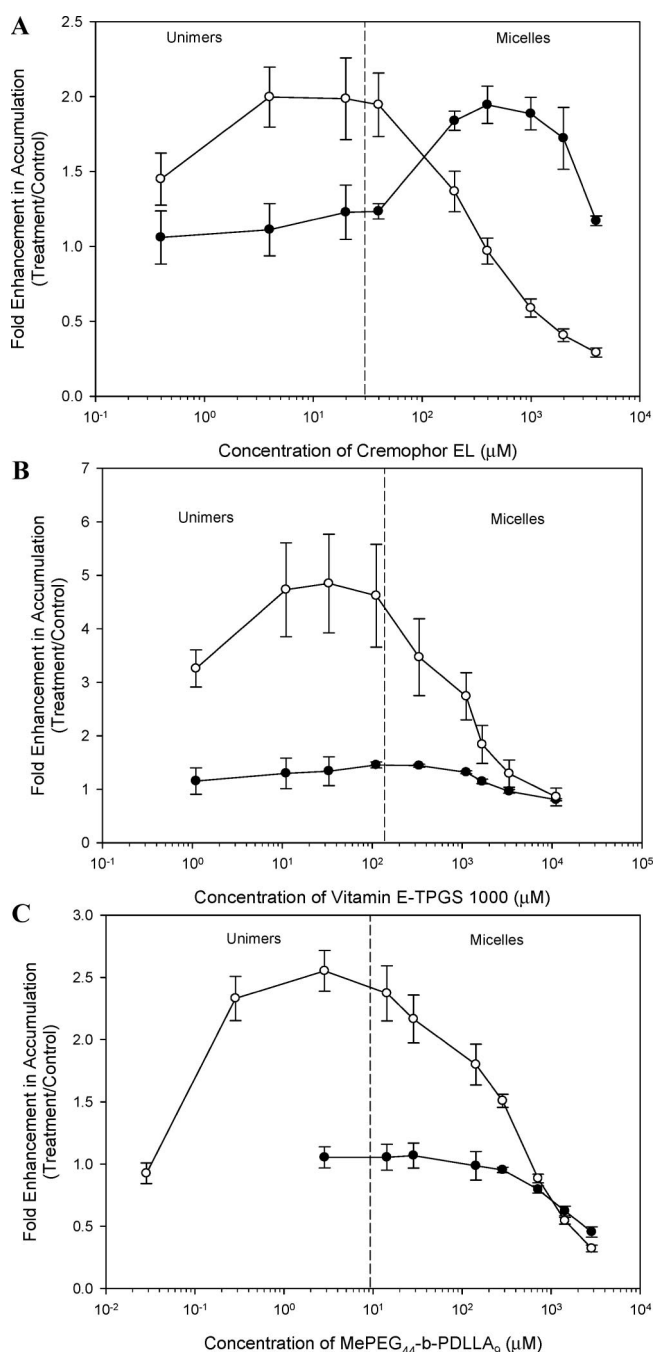 A
Unimers
Micelles
2.5
2.0
1.5
1.0
0.5
0.0
Fold Enhancement in Accumulation
(Treatment/Control)
10⁻¹ 10⁰ 10¹ 10² 10³ 10⁴
Concentration of Cremophor EL (μM)
B
Unimers
Micelles
7
6
5
4
3
2
1
0
Fold Enhancement in Accumulation
(Treatment/Control)
10⁻¹ 10⁰ 10¹ 10² 10³ 10⁴ 10⁵
Concentration of Vitamin E-TPGS 1000 (μM)
C
Unimers
Micelles
3.0
2.5
2.0
1.5
1.0
0.5
0.0
Fold Enhancement in Accumulation
(Treatment/Control)
10⁻² 10⁻¹ 10⁰ 10¹ 10² 10³ 10⁴
Concentration of MePEG₄₄-b-PDLLA₉ (μM)